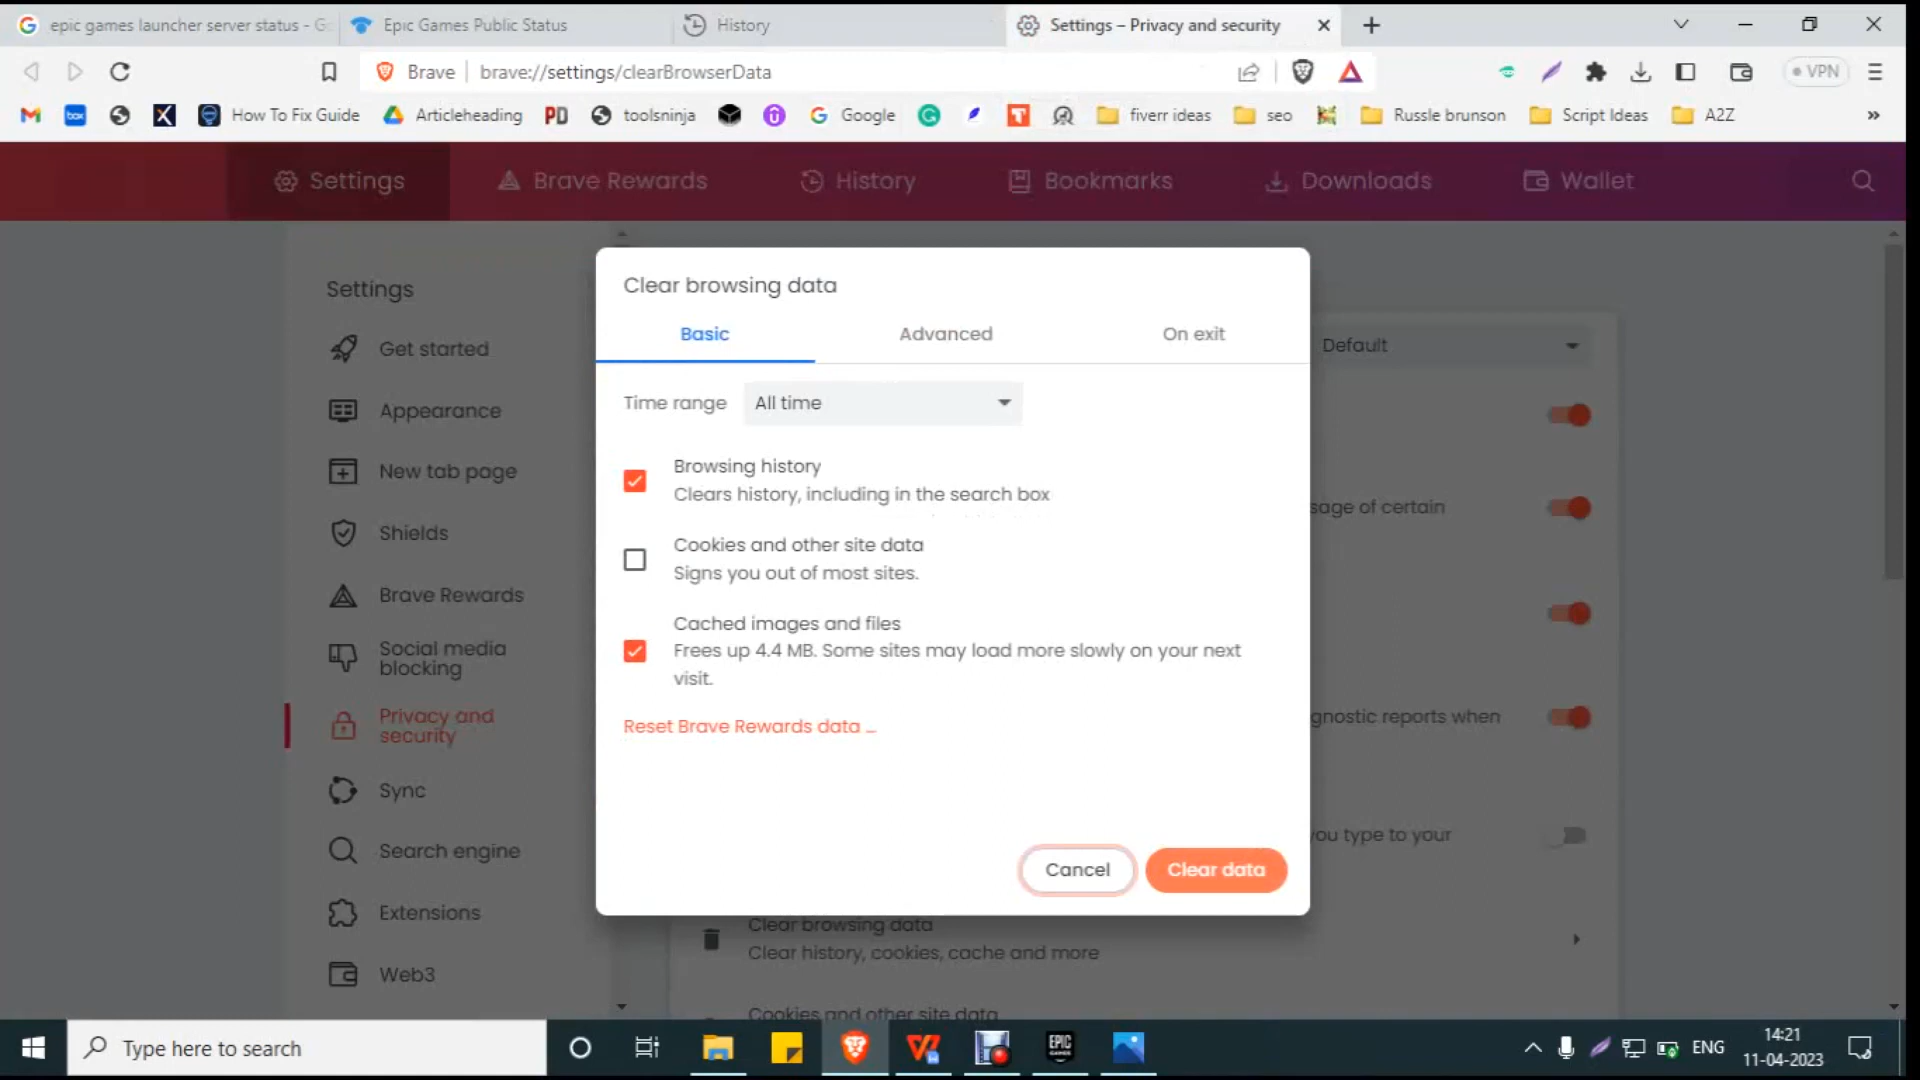 epic games launcher server status - G
Epic Games Public Status
History
Settings – Privacy and security
Brave
brave://settings/clearBrowserData
VPN
box
How To Fix Guide
Articleheading
PD
toolsninja
Google
fiverr ideas
seo
Russle brunson
Script Ideas
A2Z
»
Settings
Brave Rewards
History
Bookmarks
Downloads
Wallet
Settings
Get started
Appearance
New tab page
Shields
Brave Rewards
Social media
blocking
Privacy and
security
Sync
Search engine
Extensions
Web3
Clear browsing data
Basic
Advanced
On exit
Time range
All time
Browsing history
Clears history, including in the search box
Cookies and other site data
Signs you out of most sites.
Cached images and files
Frees up 4.4 MB. Some sites may load more slowly on your next
visit.
Reset Brave Rewards data ...
Cancel
Clear data
Default
sage of certain
gnostic reports when
you type to your
Clear browsing data
Clear history, cookies, cache and more
Cookies and other site data
Type here to search
EPIC
GAMES
ENG
14:21
11-04-2023